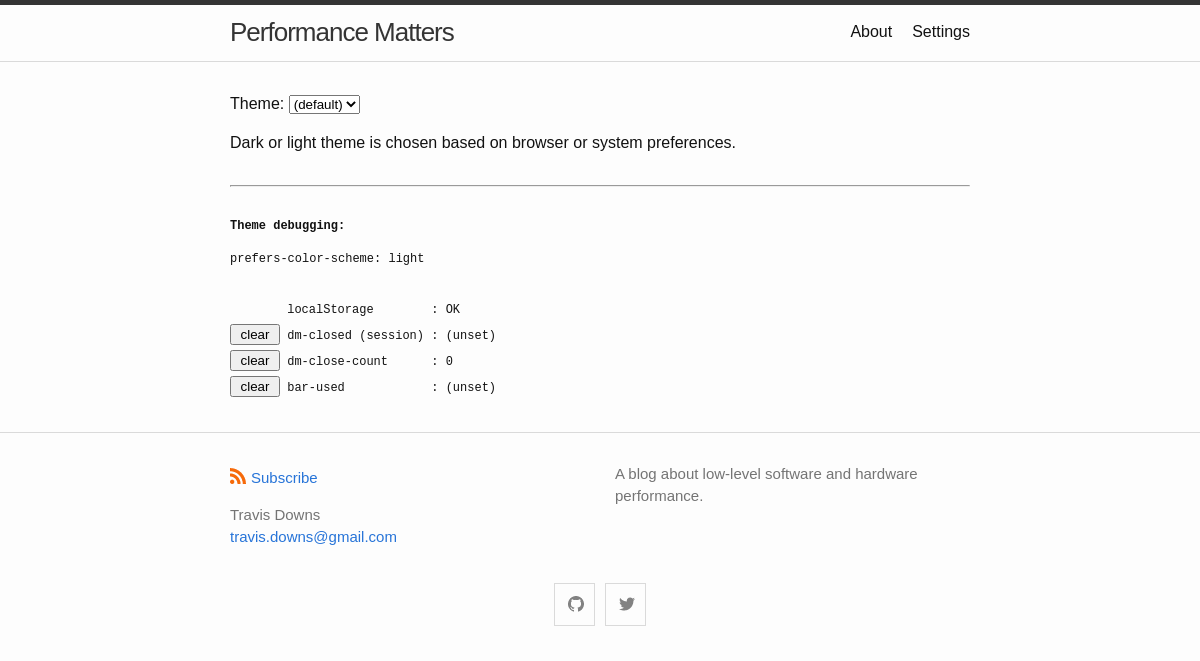 Performance Matters
About Settings
Theme: (default)
Dark or light theme is chosen based on browser or system preferences.
Theme debugging:
prefers-color-scheme: light
localStorage : OK
clear dm-closed (session) : (unset)
clear dm-close-count : 0
clear bar-used : (unset)
Subscribe
Travis Downs
travis.downs@gmail.com
A blog about low-level software and hardware
performance.